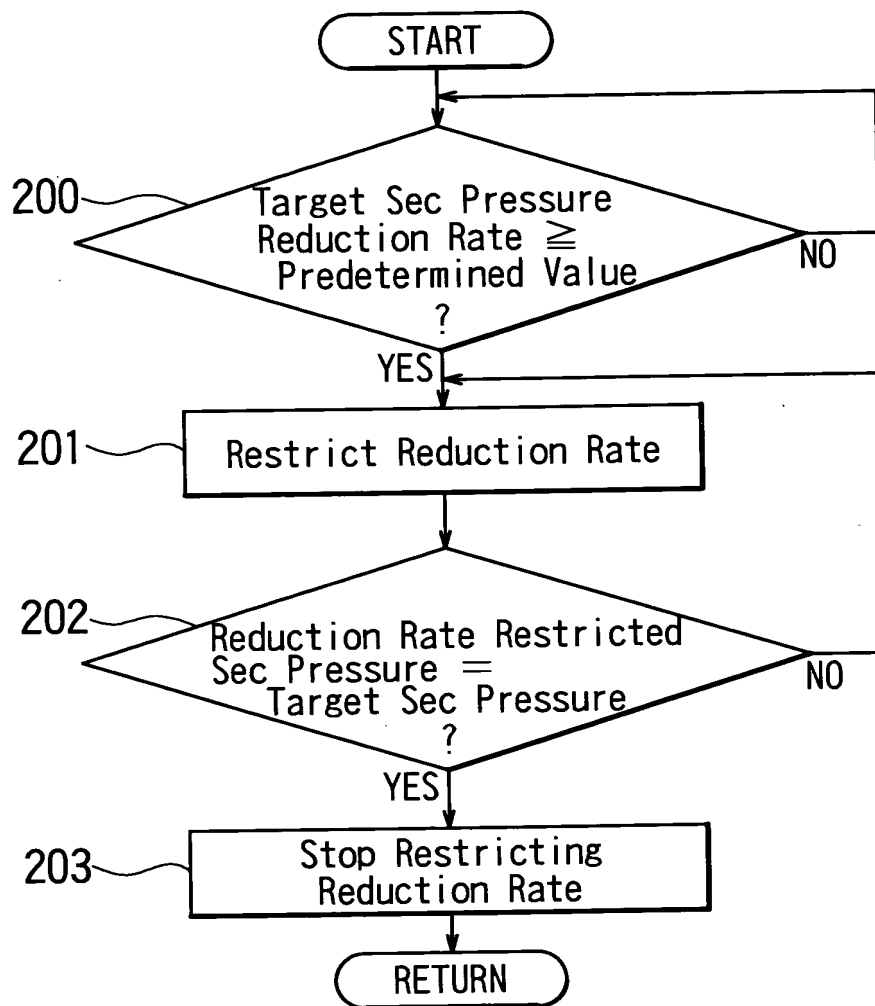 START
200
Target Sec Pressure
Reduction Rate ≧
Predetermined Value
?
NO
YES
201
Restrict Reduction Rate
202
Reduction Rate Restricted
Sec Pressure =
Target Sec Pressure
?
NO
YES
203
Stop Restricting
Reduction Rate
RETURN